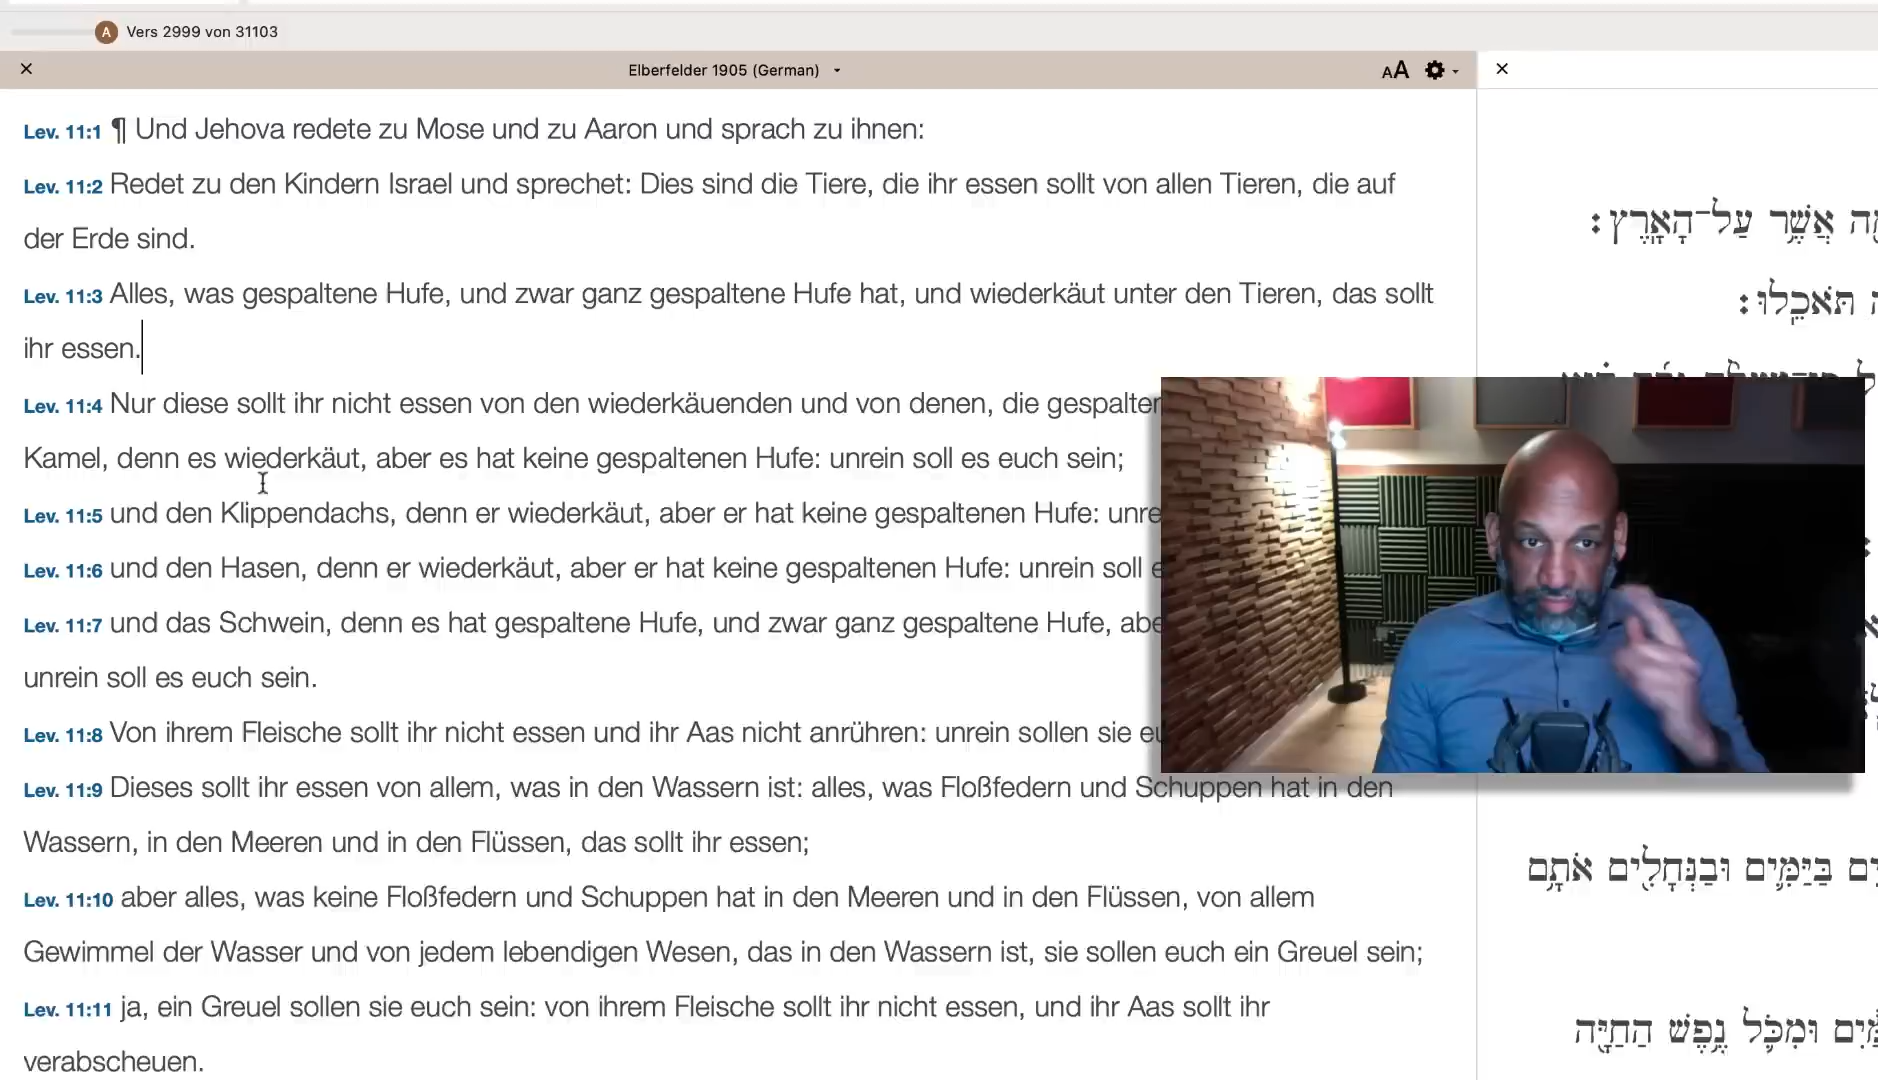 A Vers 2999 von 31103
Elberfelder 1905 (German)
AA
Lev. 11:1 ¶ Und Jehova redete zu Mose und zu Aaron und sprach zu ihnen:
Lev. 11:2 Redet zu den Kindern Israel und sprechet: Dies sind die Tiere, die ihr essen sollt von allen Tieren, die auf
der Erde sind.
Lev. 11:3 Alles, was gespaltene Hufe, und zwar ganz gespaltene Hufe hat, und wiederkäut unter den Tieren, das sollt
ihr essen.
Lev. 11:4 Nur diese sollt ihr nicht essen von den wiederkäuenden und von denen, die
Kamel, denn es wiederkäut, aber es hat keine gespaltenen Hufe: unrein soll es euch sein;
Lev. 11:5 und den Klippendachs, denn er wiederkäut, aber er hat keine gespaltenen Hufe:
Lev. 11:6 und den Hasen, denn er wiederkäut, aber er hat keine gespaltenen Hufe: unrein soll
Lev. 11:7 und das Schwein, denn es hat gespaltene Hufe, und zwar ganz gespaltene Hufe,
unrein soll es euch sein.
Lev. 11:8 Von ihrem Fleische sollt ihr nicht essen und ihr Aas nicht anrühren: unrein sollen sie
Lev. 11:9 Dieses sollt ihr essen von allem, was in den Wassern ist: alles, was Floßfedern und Schuppen hat in den
Wassern, in den Meeren und in den Flüssen, das sollt ihr essen;
Lev. 11:10 aber alles, was keine Floßfedern und Schuppen hat in den Meeren und in den Flüssen, von allem
Gewimmel der Wasser und von jedem lebendigen Wesen, das in den Wassern ist, sie sollen euch ein Greuel sein;
Lev. 11:11 ja, ein Greuel sollen sie euch sein: von ihrem Fleische sollt ihr nicht essen, und ihr Aas sollt ihr
verabscheuen.
אֲשֶׁ֥ר עַל־הָאָֽרֶץ׃
תֹּאכֵֽלוּ׃
בַּיַּמִּ֛ים וּבַנְּחָלִ֖ים אֹתָ֥ם
וּמִכֹּ֛ל נֶ֥פֶשׁ הַחַיָּ֖ה